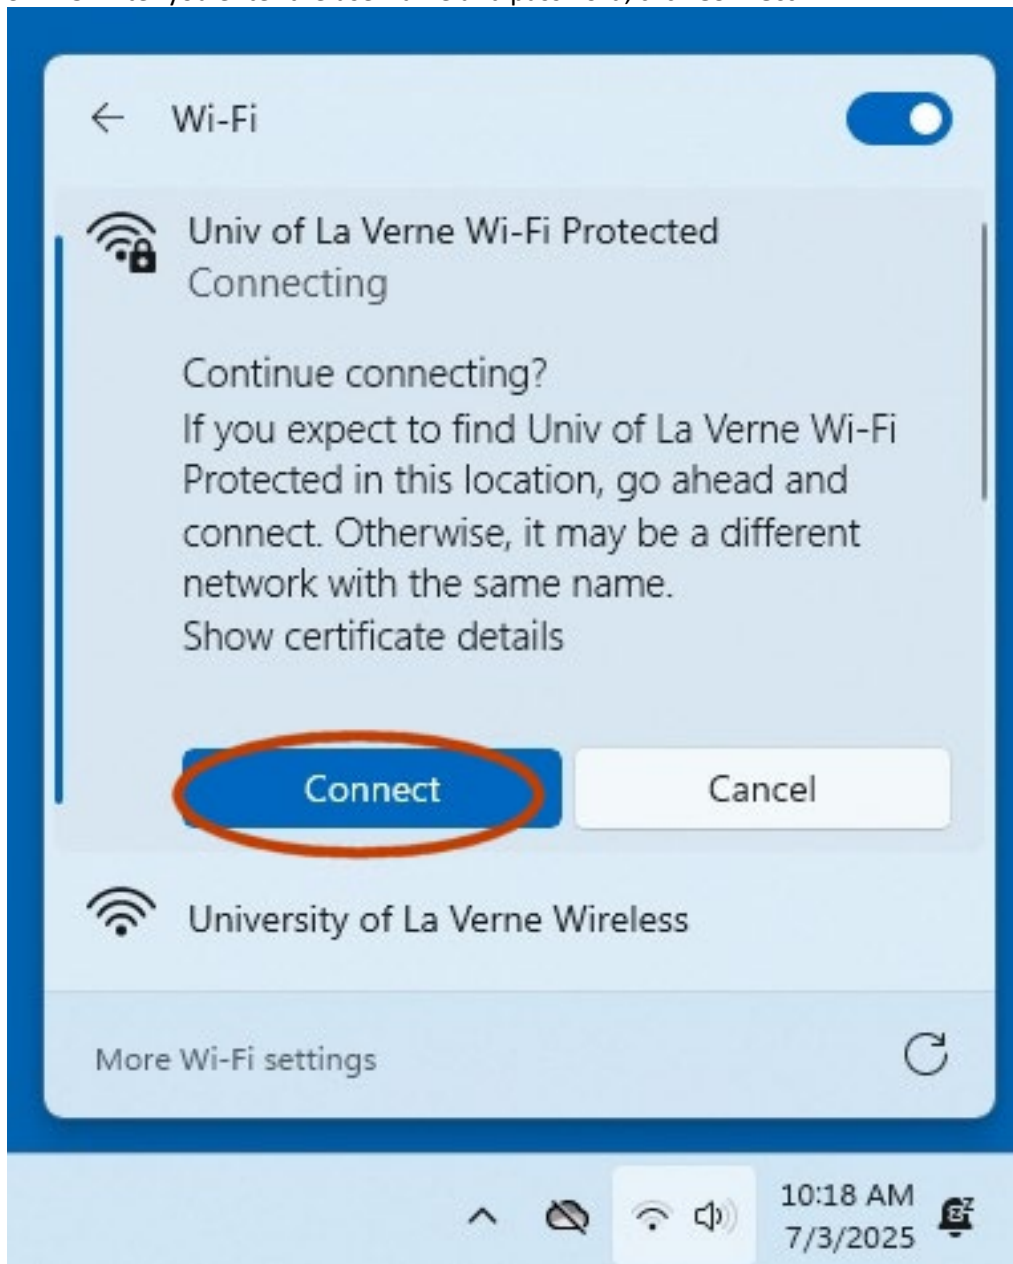 Wi-Fi
Univ of La Verne Wi-Fi Protected
Connecting
Continue connecting?
If you expect to find Univ of La Verne Wi-Fi
Protected in this location, go ahead and
connect. Otherwise, it may be a different
network with the same name.
Show certificate details
Connect Cancel
University of La Verne Wireless
More Wi-Fi settings
10:18 AM
7/3/2025